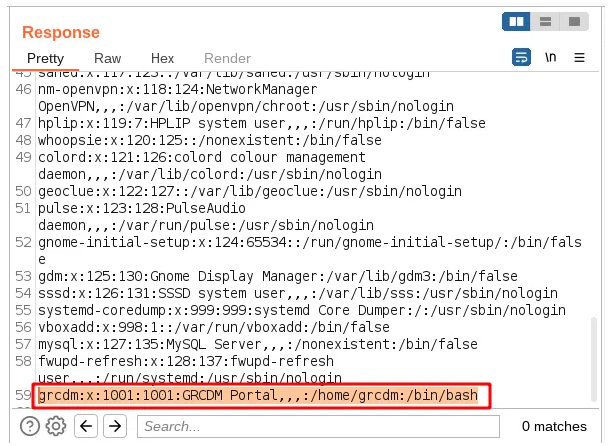 Response
Pretty Raw Hex Render
\n
45 saned:x:117:123::/var/lib/saned:/usr/sbin/nologin
46 nm-openvpn:x:118:124:NetworkManager
OpenVPN,,,:/var/lib/openvpn/chroot:/usr/sbin/nologin
47 hplip:x:119:7:HPLIP system user,,,:/run/hplip:/bin/false
48 whoopsie:x:120:125::/nonexistent:/bin/false
49 colord:x:121:126:colord colour management
daemon,,,:/var/lib/colord:/usr/sbin/nologin
50 geoclue:x:122:127::/var/lib/geoclue:/usr/sbin/nologin
51 pulse:x:123:128:PulseAudio
daemon,,,:/var/run/pulse:/usr/sbin/nologin
52 gnome-initial-setup:x:124:65534::/run/gnome-initial-setup/:/bin/fals
e
53 gdm:x:125:130:Gnome Display Manager:/var/lib/gdm3:/bin/false
54 sssd:x:126:131:SSSD system user,,,:/var/lib/sss:/usr/sbin/nologin
55 systemd-coredump:x:999:999:systemd Core Dumper:/:/usr/sbin/nologin
56 vboxadd:x:998:1::/var/run/vboxadd:/bin/false
57 mysql:x:127:135:MySQL Server,,,:/nonexistent:/bin/false
58 fwupd-refresh:x:128:137:fwupd-refresh
user,,,:/run/systemd:/usr/sbin/nologin
59 grcdm:x:1001:1001:GRCDM Portal,,,:/home/grcdm:/bin/bash
Search...
0 matches